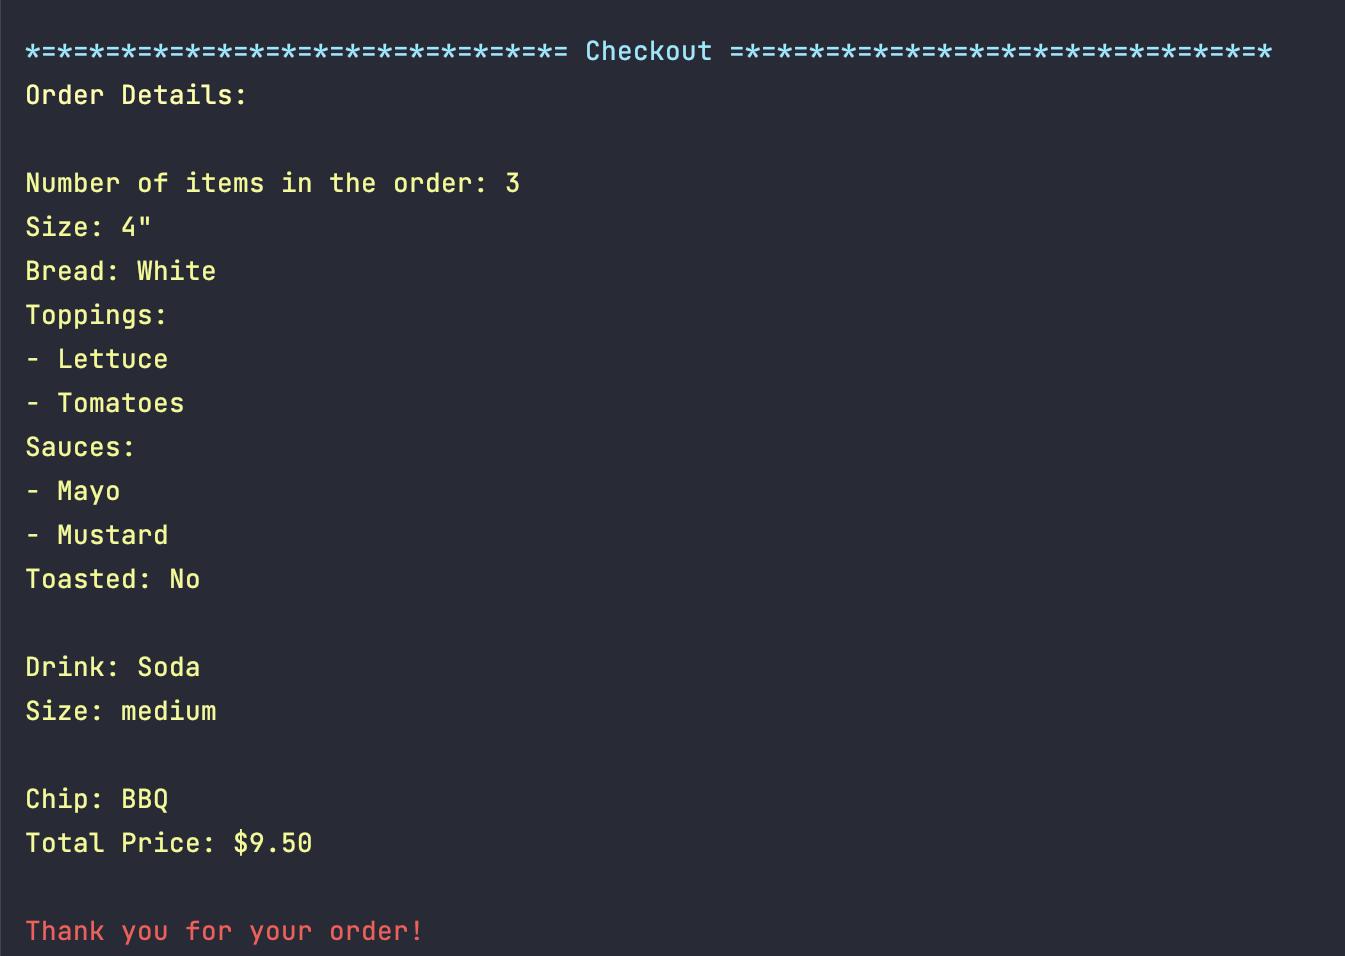 *=*=*=*=*=*=*=*=*=*=*=*=*=*=*=*=*= Checkout =*=*=*=*=*=*=*=*=*=*=*=*=*=*=*=*=*
Order Details:
Number of items in the order: 3
Size: 4"
Bread: White
Toppings:
- Lettuce
- Tomatoes
Sauces:
- Mayo
- Mustard
Toasted: No
Drink: Soda
Size: medium
Chip: BBQ
Total Price: $9.50
Thank you for your order!